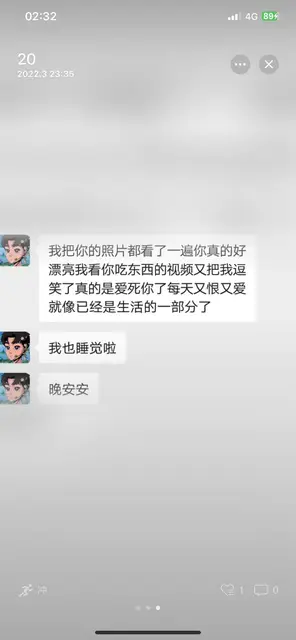 02:32
4G 89
20
2022.3 23:35
我把你的照片都看了一遍你真的好
漂亮我看你吃东西的视频又把我逗
笑了真的是爱死你了每天又恨又爱
就像已经是生活的一部分了
我也睡觉啦
晚安安
冲
1
0